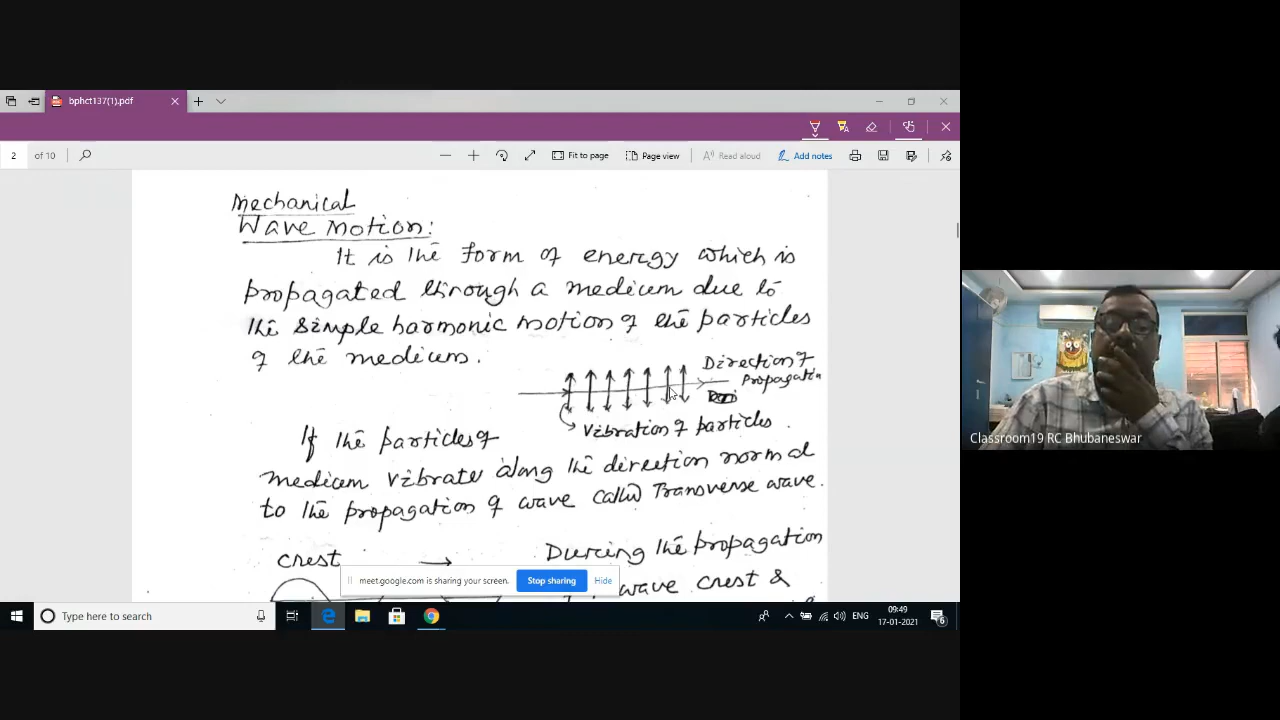 bphct137(1).pdf
2 of 10
Fit to page
Page view
Read aloud
Add notes
Mechanical
Wave motion:
It is the form of energy which is
propagated through a medium due to
the simple harmonic motion of the particles
of the medium.
Direction of
Propagatin
Vibration of particles
If the particles of
medium vibrate along the direction normal
to the propagation of wave called Transverse wave.
crest
During the propagation
wave crest &
meet.google.com is sharing your screen.
Stop sharing
Hide
Classroom19 RC Bhubaneswar
Type here to search
ENG
09:49
17-01-2021
6